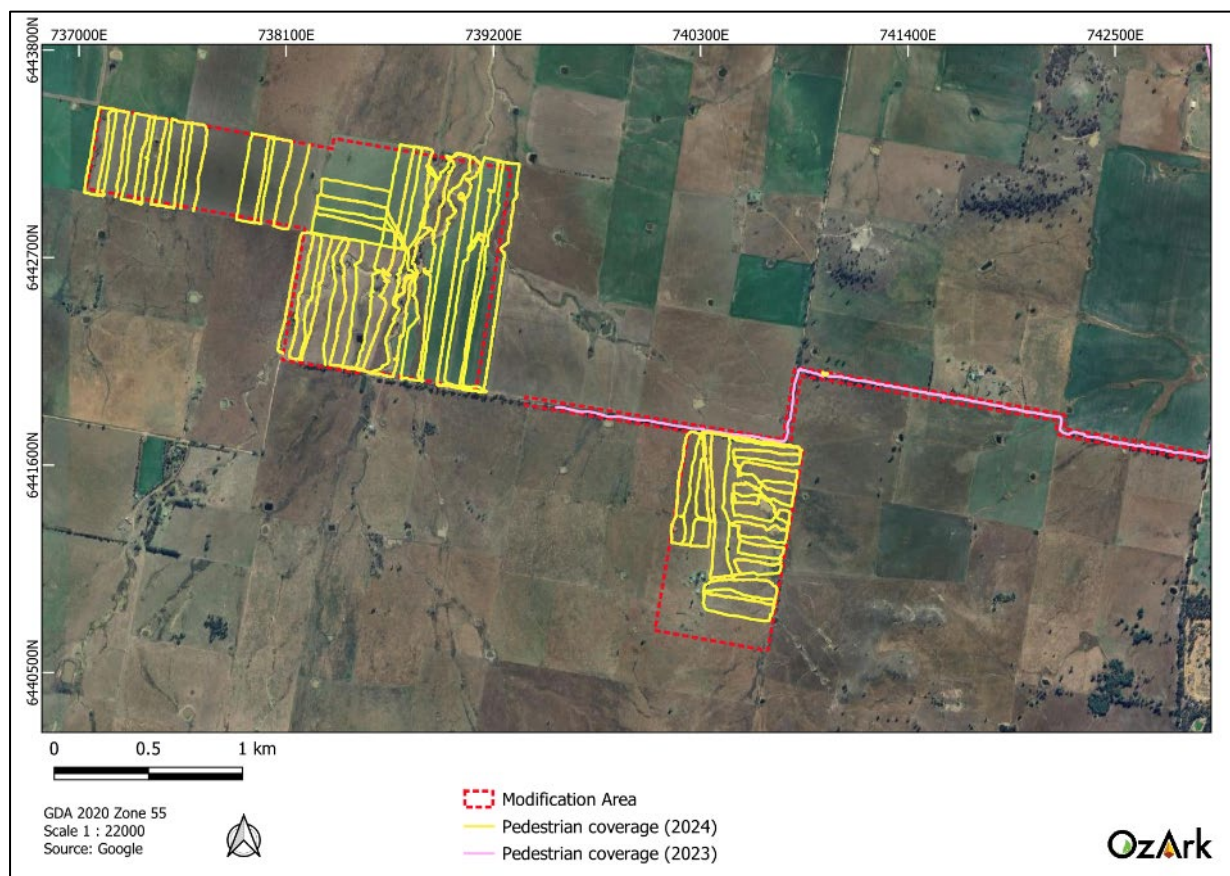 737000E 738100E 739200E 740300E 741400E 742500E
6443800N
6442700N
6441600N
6440500N
0 0.5 1 km
GDA 2020 Zone 55
Scale 1 : 22000
Source: Google
Modification Area
Pedestrian coverage (2024)
Pedestrian coverage (2023)
OzArk